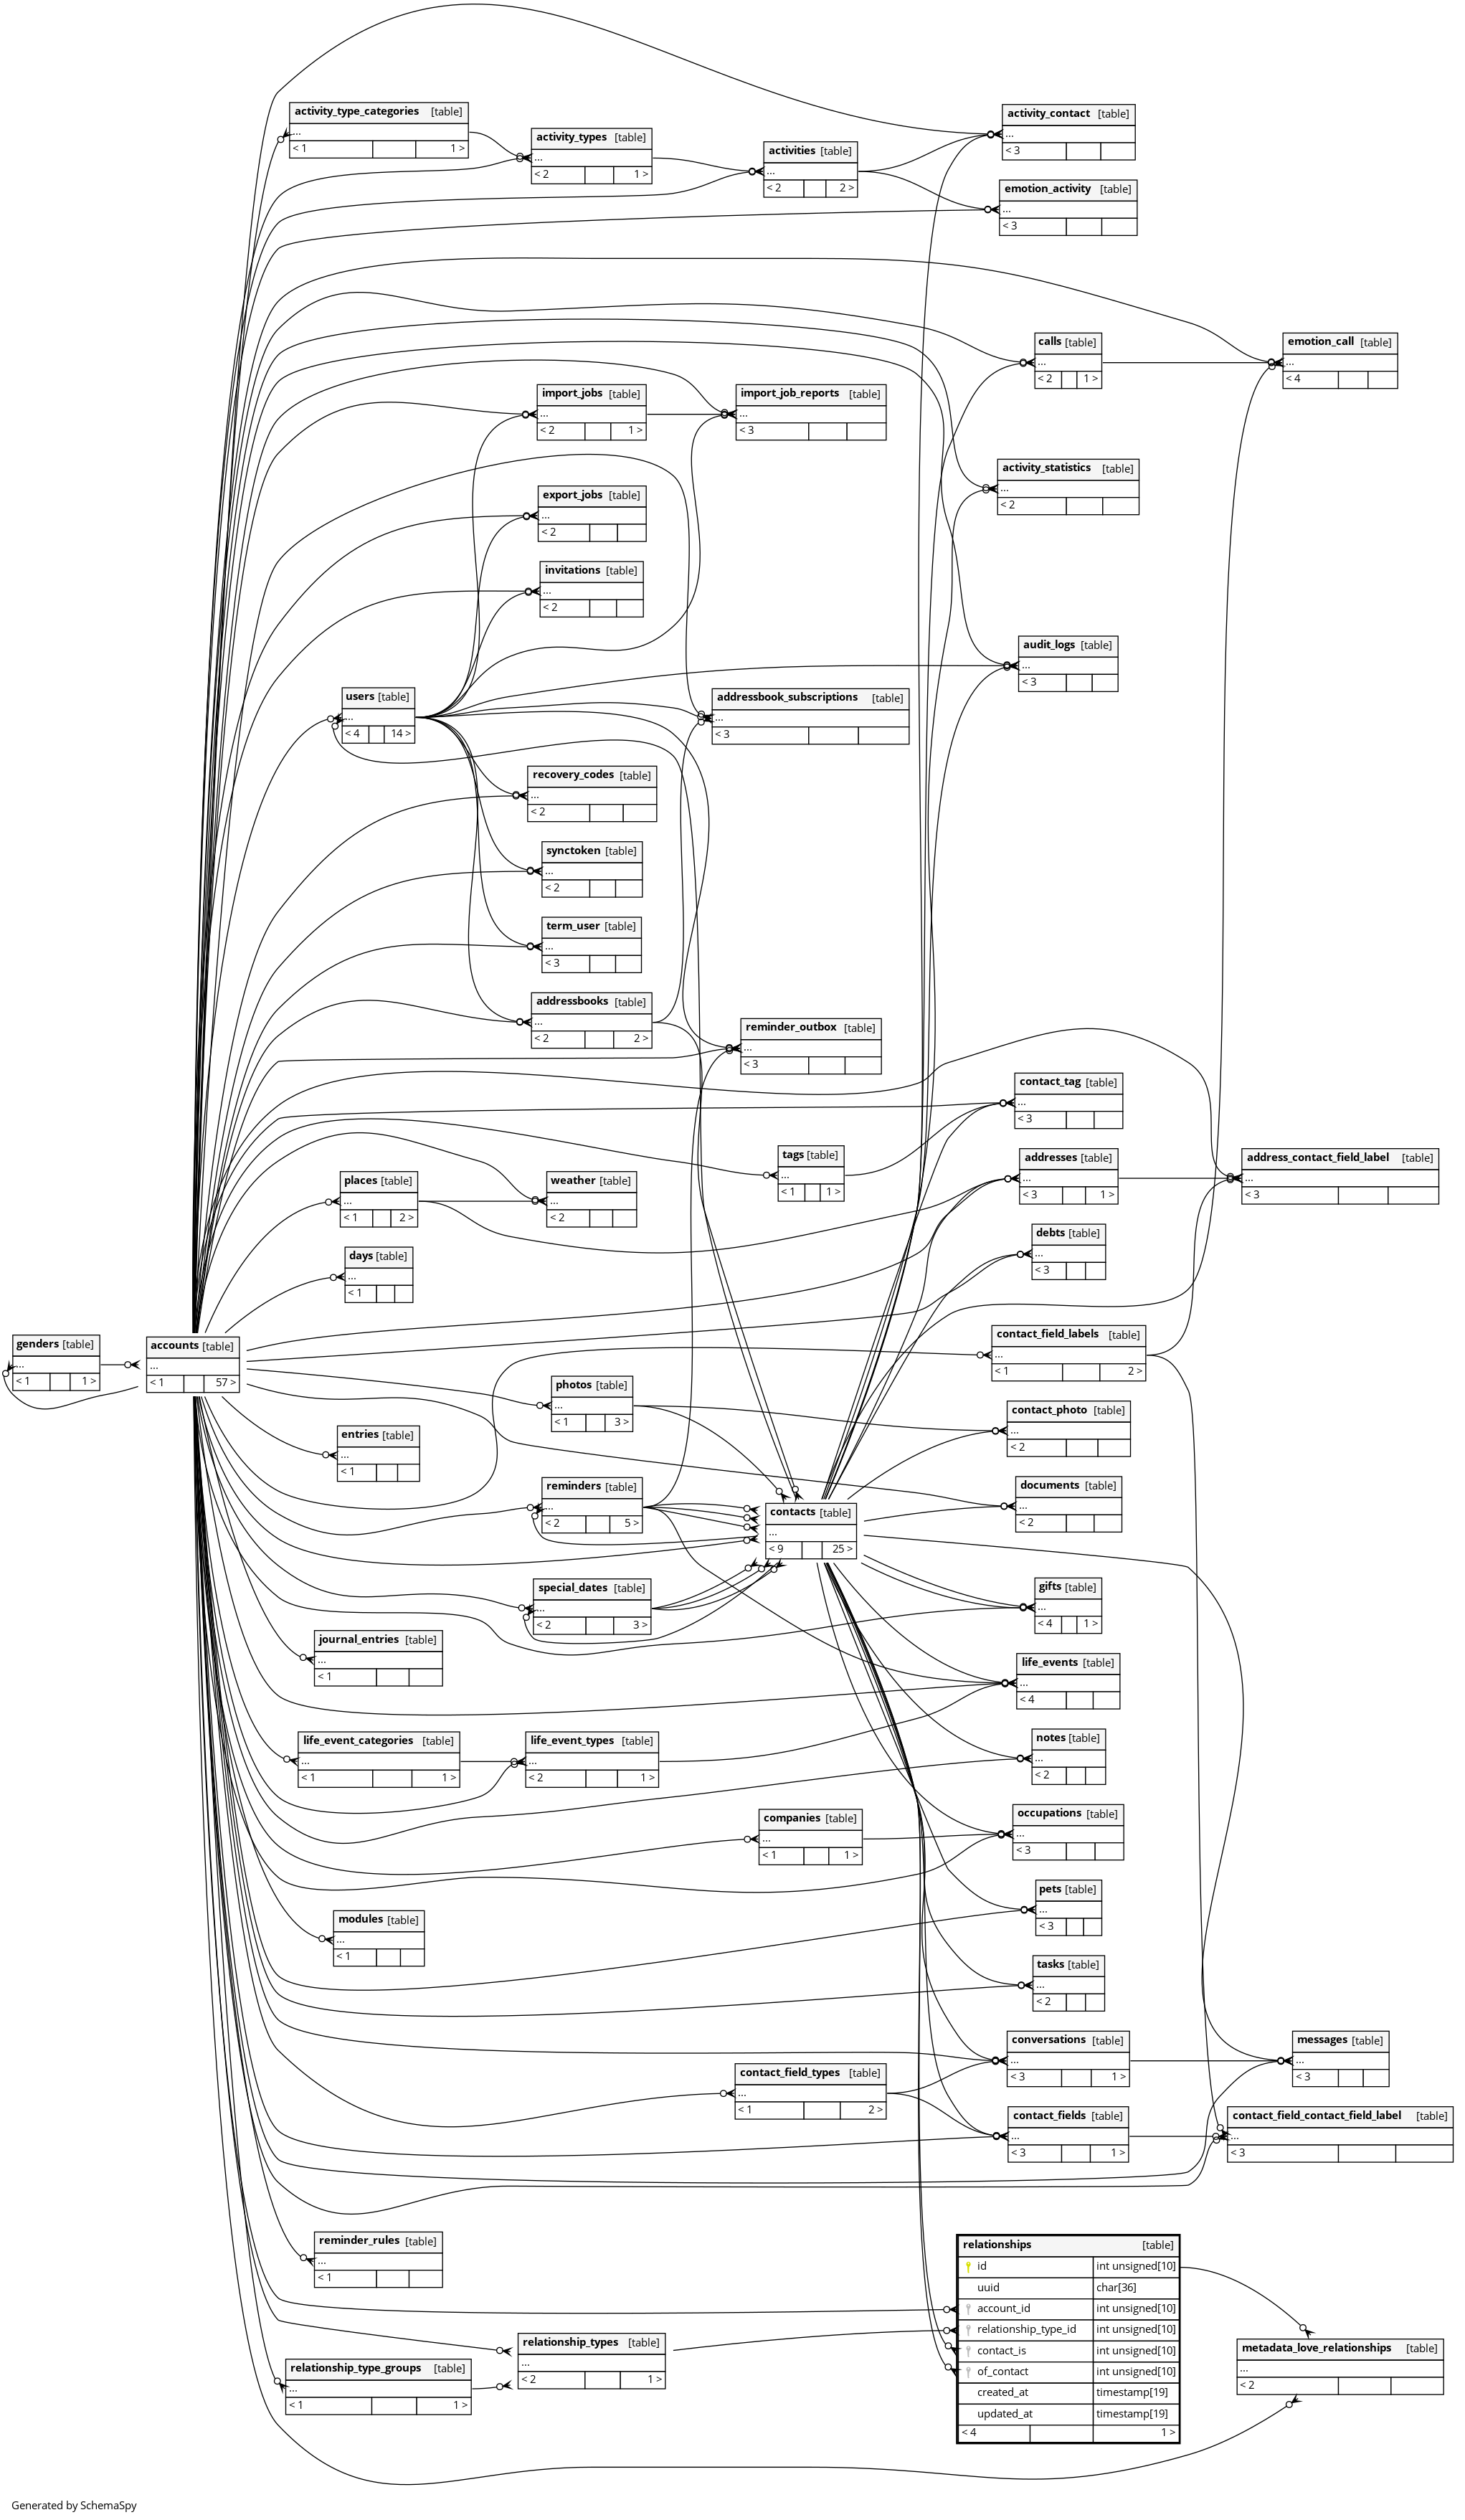 activity_type_categories [table]
...
< 1 1 >
activity_types [table]
...
< 2 1 >
activities [table]
...
< 2 2 >
activity_contact [table]
...
< 3
emotion_activity [table]
...
< 3
calls [table]
...
< 2 1 >
emotion_call [table]
...
< 4
import_jobs [table]
...
< 2 1 >
import_job_reports [table]
...
< 3
activity_statistics [table]
...
< 2
export_jobs [table]
...
< 2
invitations [table]
...
< 2
audit_logs [table]
...
< 3
users [table]
...
< 4 14 >
addressbook_subscriptions [table]
...
< 3
recovery_codes [table]
...
< 2
synctoken [table]
...
< 2
term_user [table]
...
< 3
addressbooks [table]
...
< 2 2 >
reminder_outbox [table]
...
< 3
contact_tag [table]
...
< 3
tags [table]
...
< 1 1 >
addresses [table]
...
< 3 1 >
address_contact_field_label [table]
...
< 3
places [table]
...
< 1 2 >
weather [table]
...
< 2
debts [table]
...
< 3
days [table]
...
< 1
genders [table]
...
< 1 1 >
accounts [table]
...
< 1 57 >
contact_field_labels [table]
...
< 1 2 >
photos [table]
...
< 1 3 >
contact_photo [table]
...
< 2
entries [table]
...
< 1
reminders [table]
...
< 2 5 >
contacts [table]
...
< 9 25 >
documents [table]
...
< 2
special_dates [table]
...
< 2 3 >
gifts [table]
...
< 4 1 >
journal_entries [table]
...
< 1
life_events [table]
...
< 4
life_event_categories [table]
...
< 1 1 >
life_event_types [table]
...
< 2 1 >
notes [table]
...
< 2
companies [table]
...
< 1 1 >
occupations [table]
...
< 3
pets [table]
...
< 3
modules [table]
...
< 1
tasks [table]
...
< 2
conversations [table]
...
< 3 1 >
messages [table]
...
< 3
contact_field_types [table]
...
< 1 2 >
contact_fields [table]
...
< 3 1 >
contact_field_contact_field_label [table]
...
< 3
reminder_rules [table]
...
< 1
relationships [table]
id int unsigned[10]
uuid char[36]
account_id int unsigned[10]
relationship_type_id int unsigned[10]
contact_is int unsigned[10]
of_contact int unsigned[10]
created_at timestamp[19]
updated_at timestamp[19]
< 4 1 >
relationship_types [table]
...
< 2 1 >
relationship_type_groups [table]
...
< 1 1 >
metadata_love_relationships [table]
...
< 2
Generated by SchemaSpy